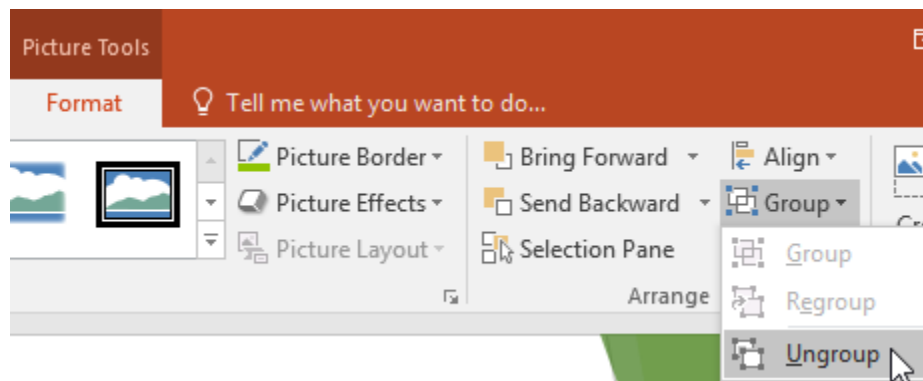 Picture Tools
Format
Tell me what you want to do...
Picture Border
Picture Effects
Picture Layout
Bring Forward
Send Backward
Selection Pane
Align
Group
Arrange
Group
Regroup
Ungroup